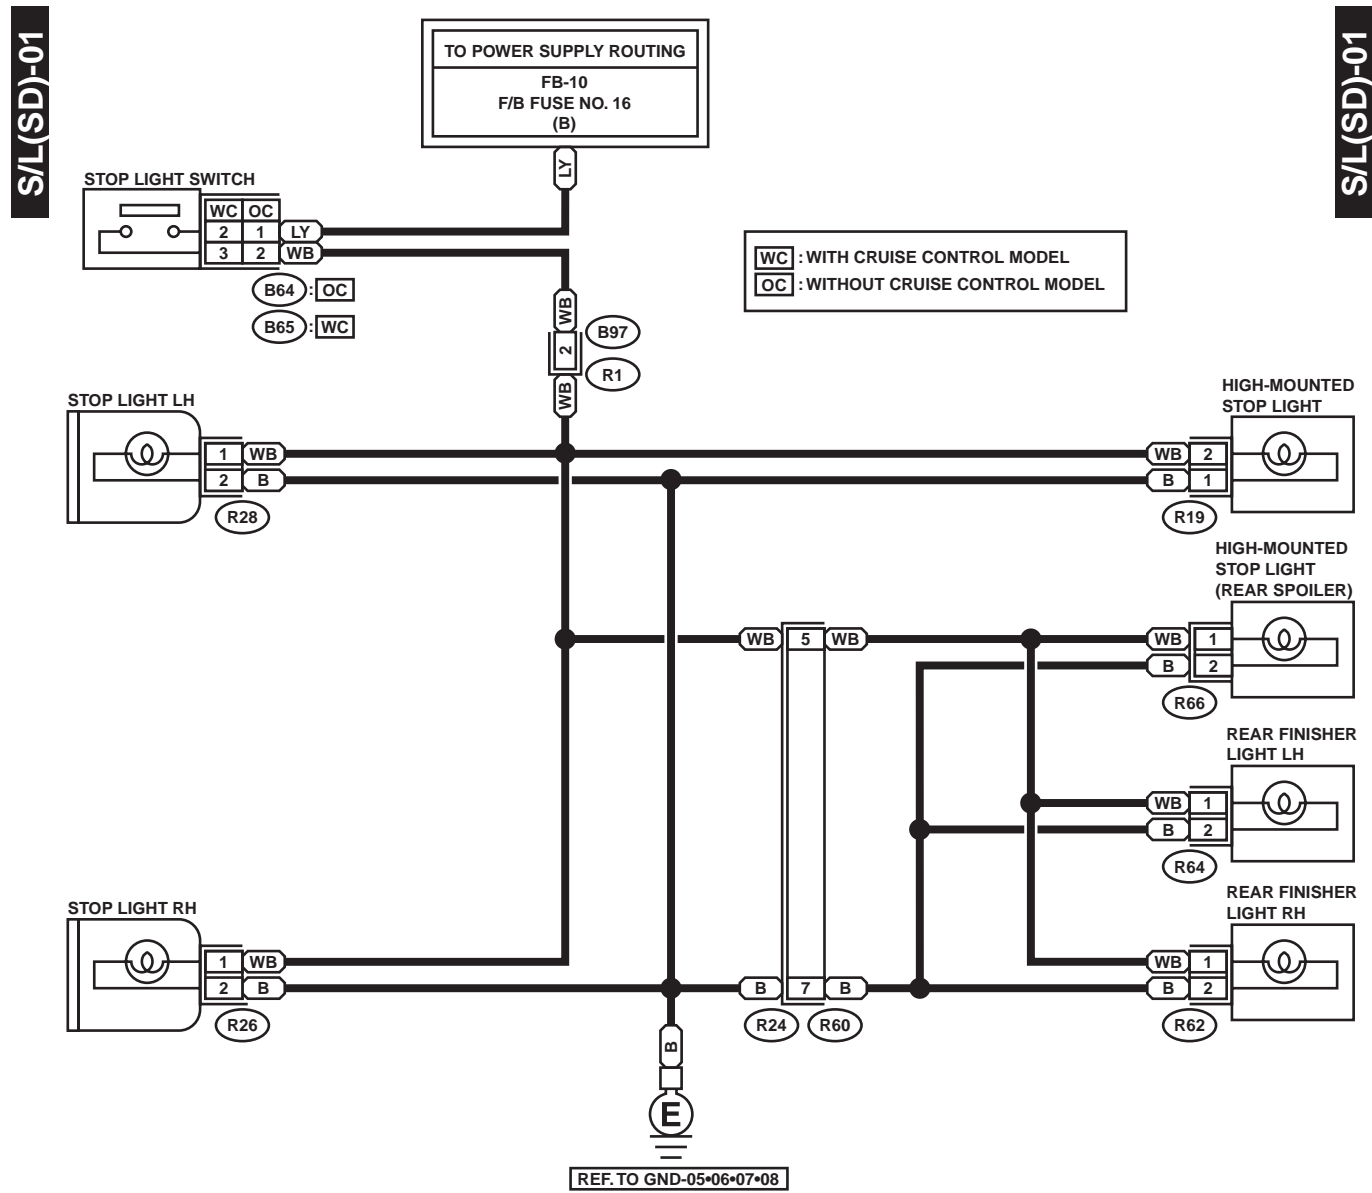 S/L(SD)-01
S/L(SD)-01
TO POWER SUPPLY ROUTING
FB-10
F/B FUSE NO. 16
(B)
LY
STOP LIGHT SWITCH
WC OC
2 1 LY
3 2 WB
B64 : OC
B65 : WC
WC : WITH CRUISE CONTROL MODEL
OC : WITHOUT CRUISE CONTROL MODEL
WB
2
B97
R1
WB
STOP LIGHT LH
1 WB
2 B
R28
HIGH-MOUNTED
STOP LIGHT
WB 2
B 1
R19
HIGH-MOUNTED
STOP LIGHT
(REAR SPOILER)
WB 5 WB
WB 1
B 2
R66
REAR FINISHER
LIGHT LH
WB 1
B 2
R64
REAR FINISHER
LIGHT RH
WB 1
B 2
R62
STOP LIGHT RH
1 WB
2 B
R26
B 7 B
R24 R60
B
E
REF. TO GND-05•06•07•08